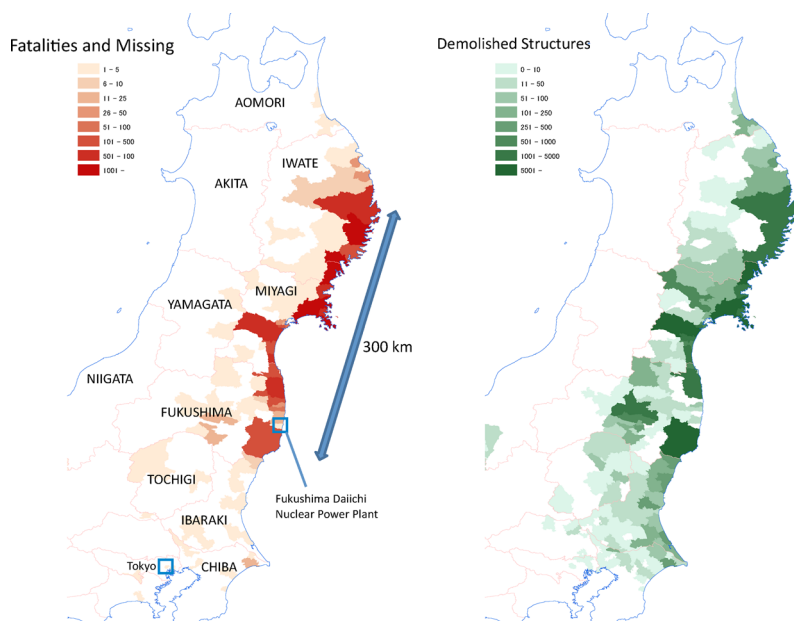 Fatalities and Missing
1 - 5
6 - 10
11 - 25
26 - 50
51 - 100
101 - 500
501 - 100
1001 -
AOMORI
IWATE
AKITA
MIYAGI
YAMAGATA
300 km
NIIGATA
FUKUSHIMA
TOCHIGI
Fukushima Daiichi
Nuclear Power Plant
IBARAKI
Tokyo
CHIBA
Demolished Structures
0 - 10
11 - 50
51 - 100
101 - 250
251 - 500
501 - 1000
1001 - 5000
5001 -